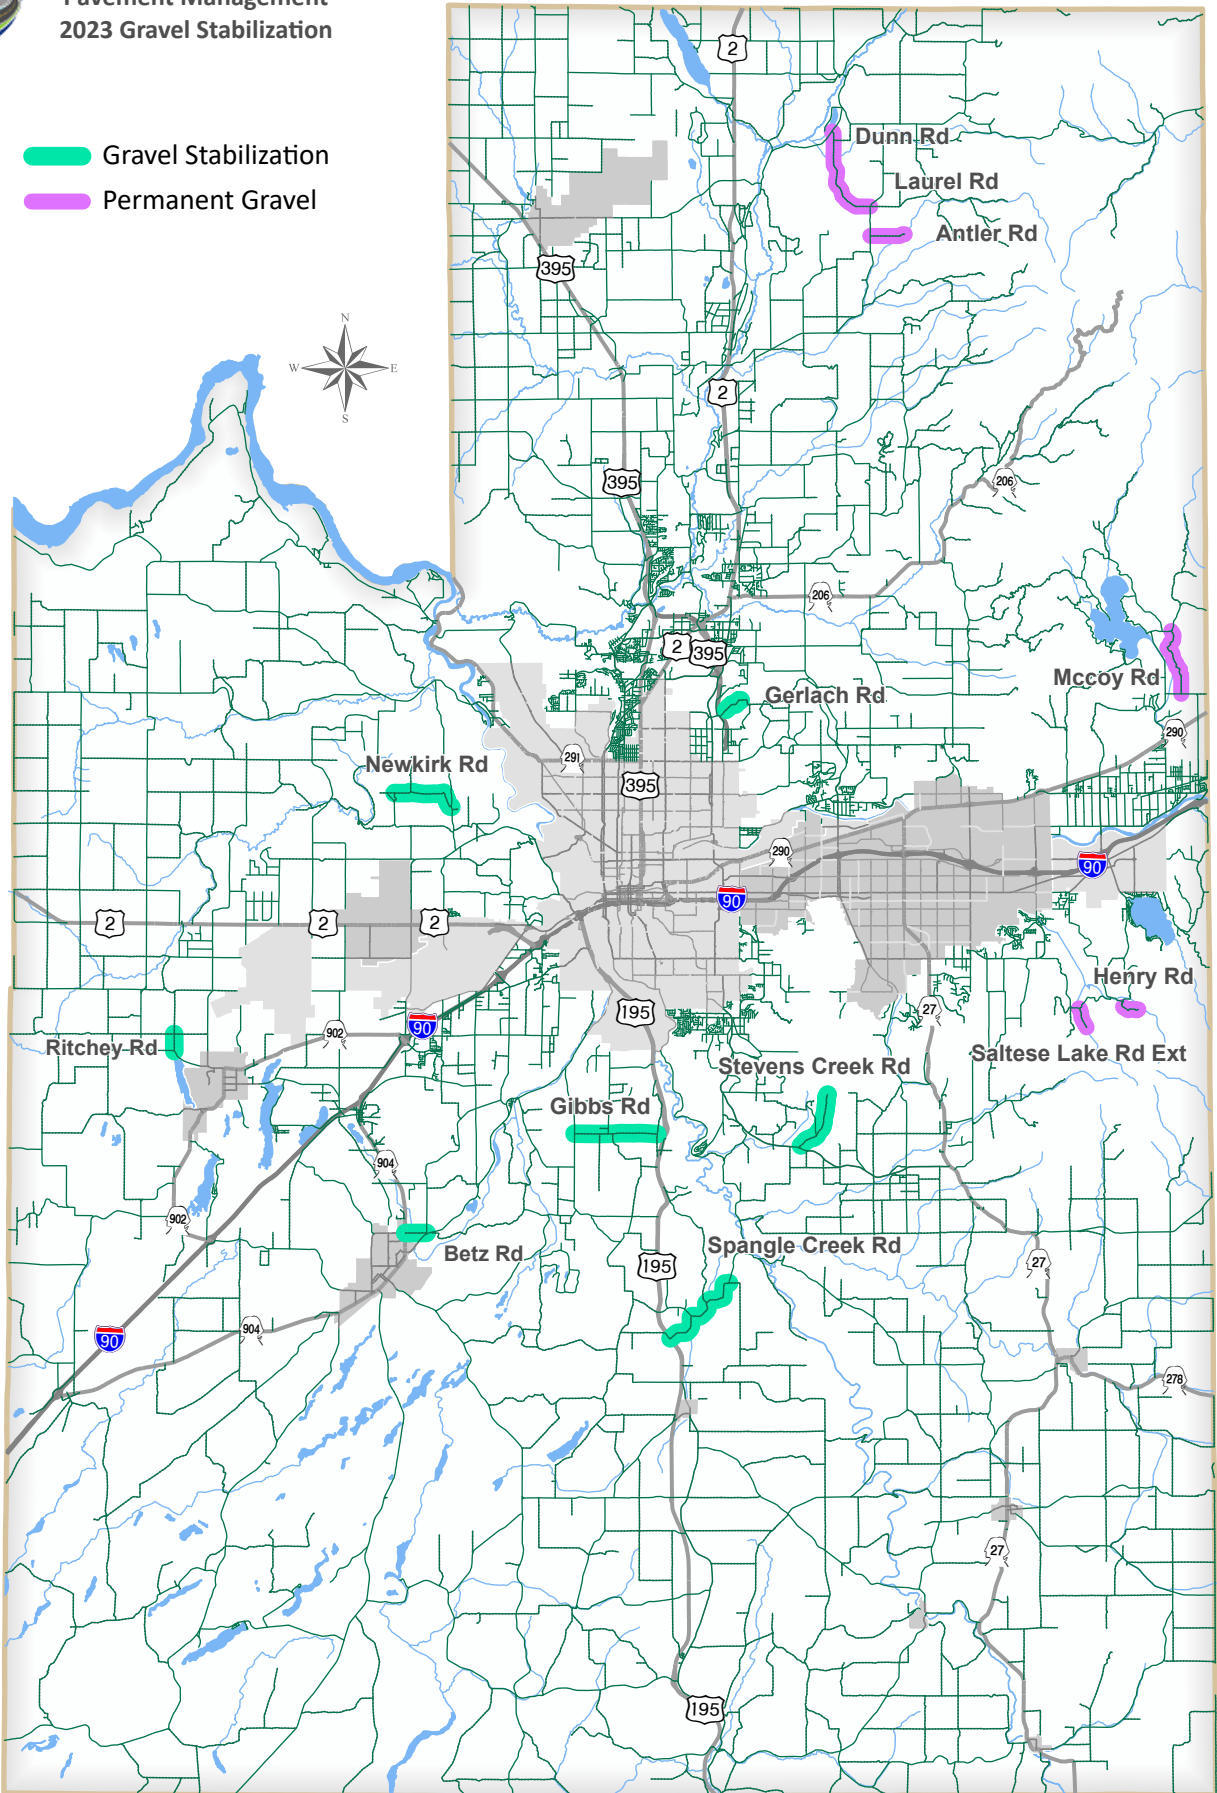 Pavement Management
2023 Gravel Stabilization
Gravel Stabilization
Permanent Gravel
N
W
E
S
2
Dunn Rd
Laurel Rd
Antler Rd
395
2
395
206
206
2
395
Mccoy Rd
Gerlach Rd
290
291
Newkirk Rd
395
290
90
90
2
2
2
Henry Rd
195
27
90
902
Ritchey Rd
Saltese Lake Rd Ext
Stevens Creek Rd
Gibbs Rd
904
902
Betz Rd
Spangle Creek Rd
195
27
90
904
278
27
195